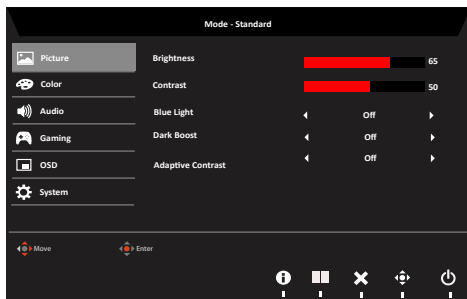 Mode - Standard
Picture
Brightness 65
Color
Contrast 50
Audio
Blue Light Off
Gaming
Dark Boost Off
OSD
Adaptive Contrast Off
System
Move Enter